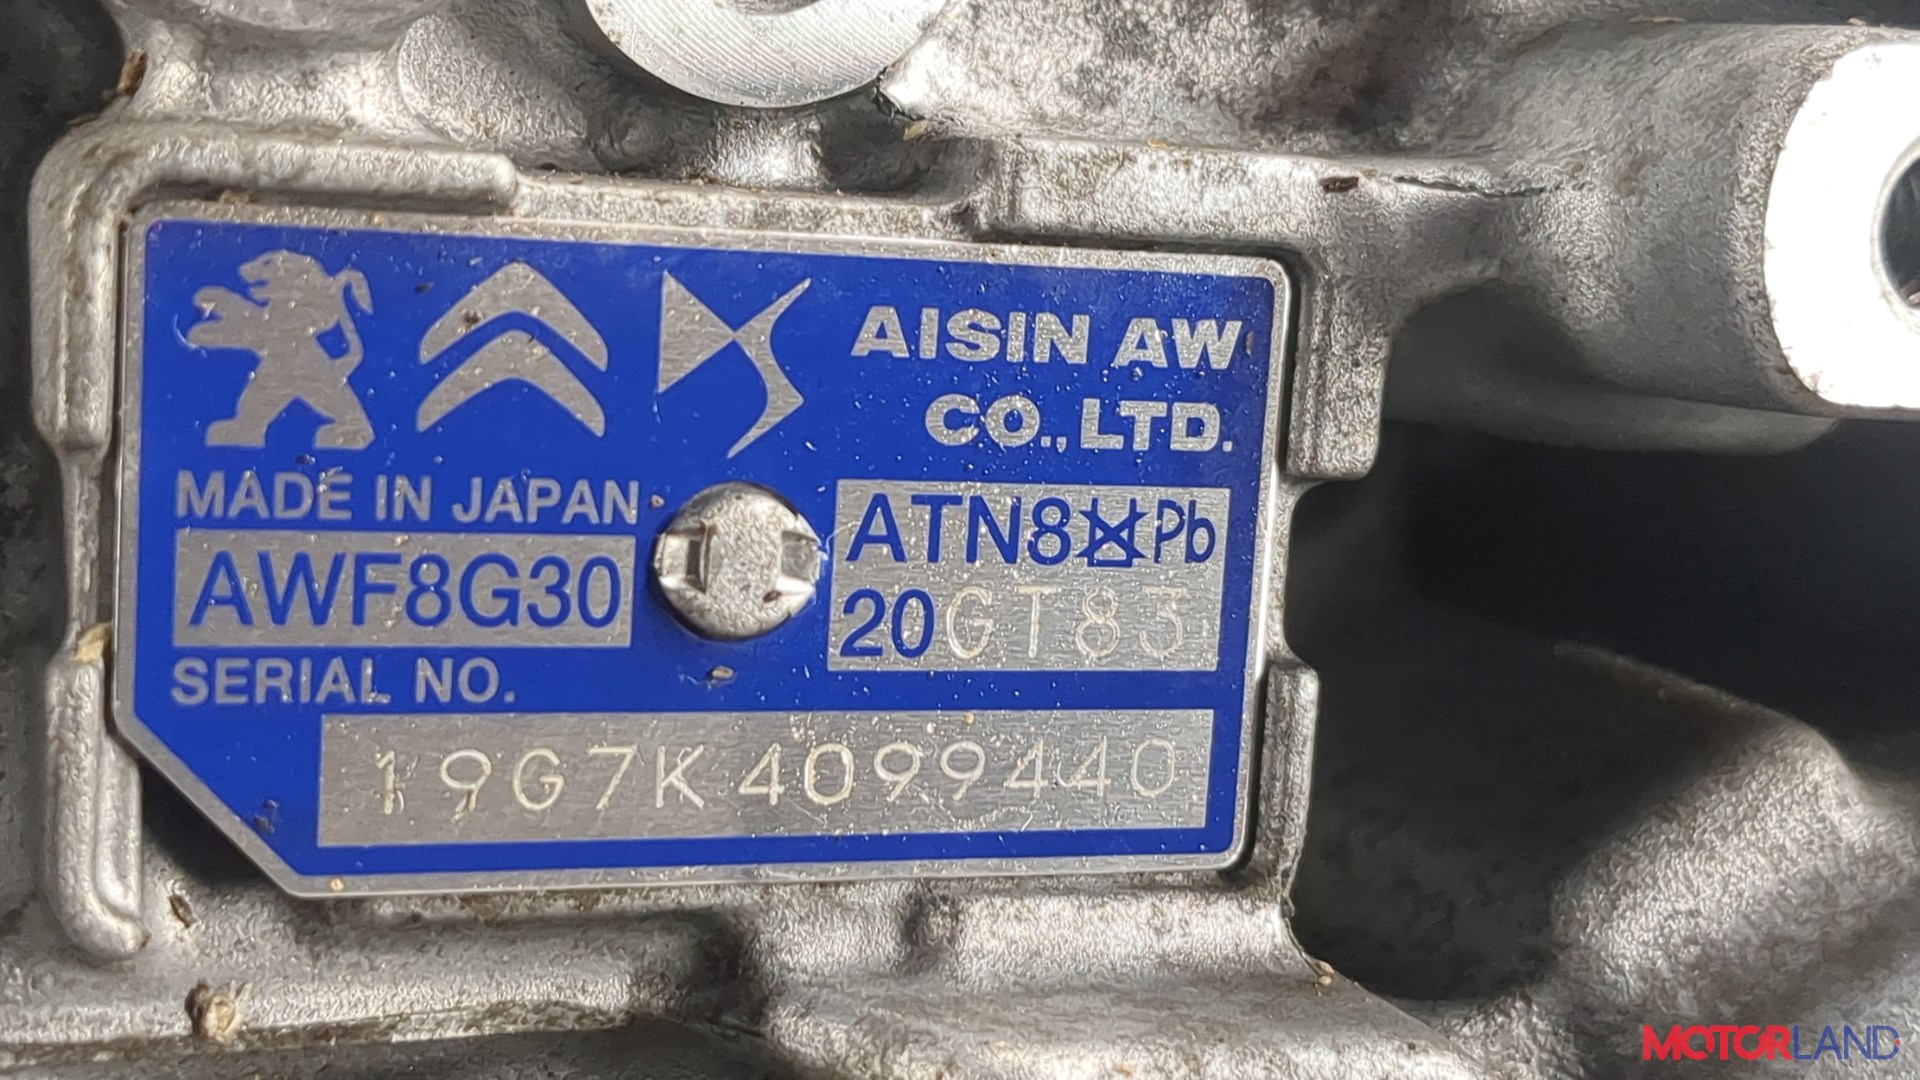 AISIN AW
CO., LTD.
MADE IN JAPAN
AWF8G30
ATN8 Pb
20GT83
SERIAL NO.
19G7K4099440
MOTORLAND